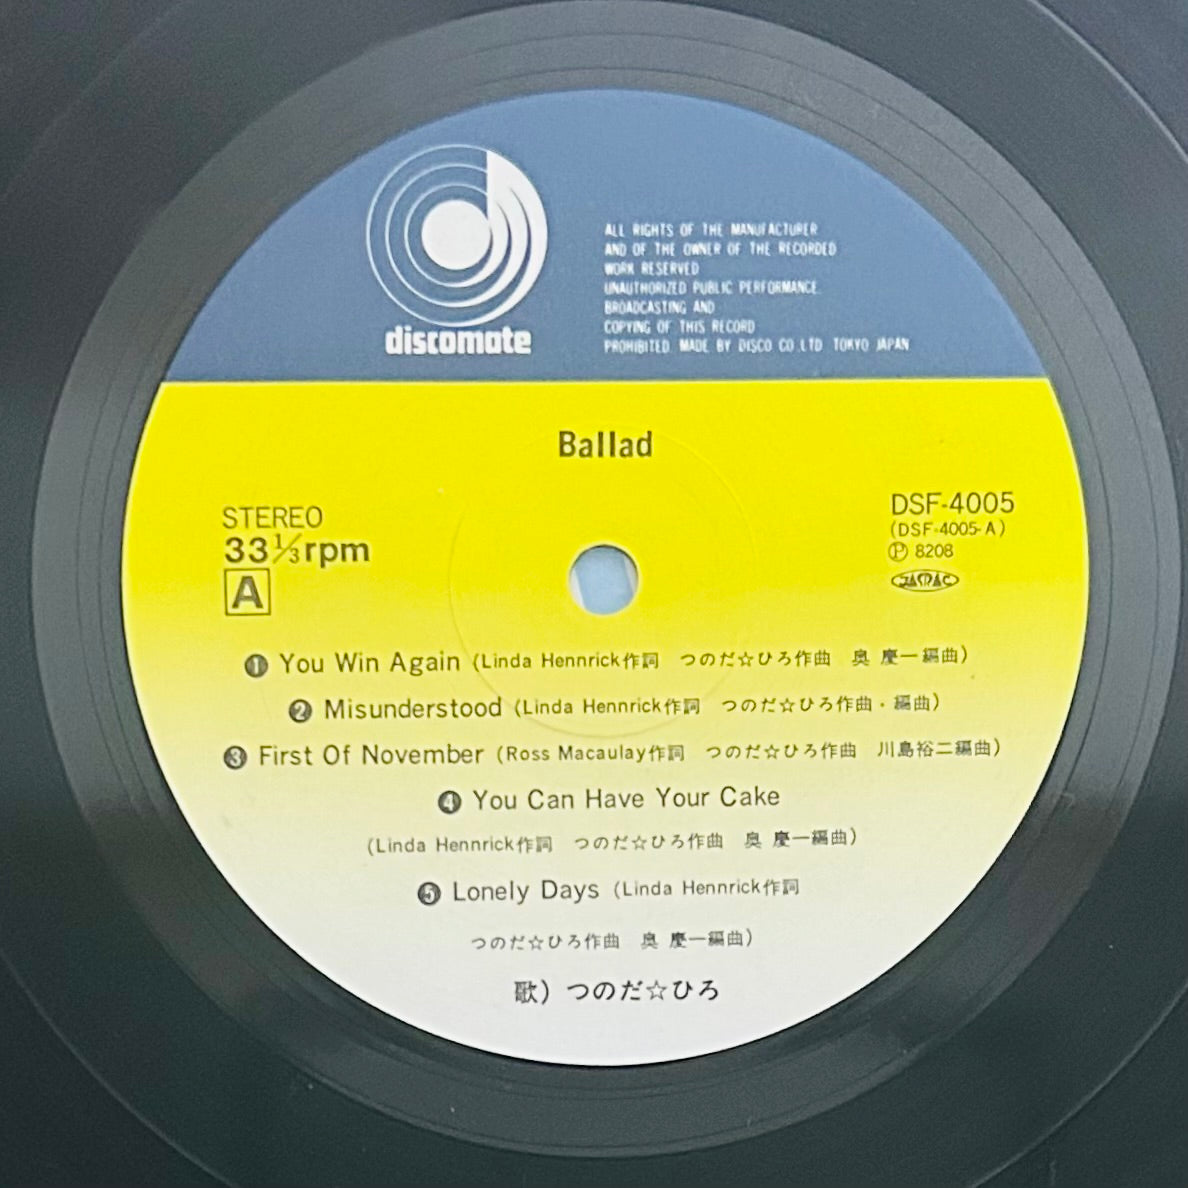 discomate
ALL RIGHTS OF THE MANUFACTURER
AND OF THE OWNER OF THE RECORDED
WORK RESERVED
UNAUTHORIZED PUBLIC PERFORMANCE
BROADCASTING AND
COPYING OF THIS RECORD
PROHIBITED. MADE BY DISCO CO.,LTD. TOKYO JAPAN
Ballad
STEREO
33⅓rpm
A
DSF-4005
(DSF-4005-A)
Ⓟ 8208
JASRAC
❶ You Win Again (Linda Hennrick作詞 つのだ☆ひろ作曲 奥 慶一編曲)
❷ Misunderstood (Linda Hennrick作詞 つのだ☆ひろ作曲・編曲)
❸ First Of November (Ross Macaulay作詞 つのだ☆ひろ作曲 川島裕二編曲)
❹ You Can Have Your Cake
(Linda Hennrick作詞 つのだ☆ひろ作曲 奥 慶一編曲)
❺ Lonely Days (Linda Hennrick作詞
つのだ☆ひろ作曲 奥 慶一編曲)
歌) つのだ☆ひろ